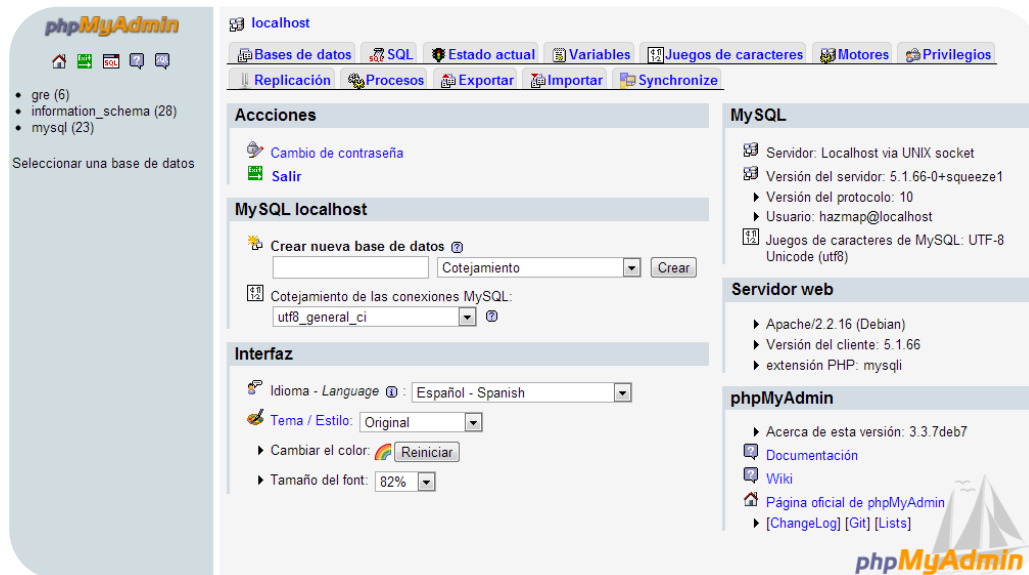 phpMyAdmin
gre (6)
information_schema (28)
mysql (23)
Seleccionar una base de datos
localhost
Bases de datos SQL Estado actual Variables Juegos de caracteres Motores Privilegios
Replicación Procesos Exportar Importar Synchronize
Accciones
Cambio de contraseña
Salir
MySQL localhost
Crear nueva base de datos
Cotejamiento Crear
Cotejamiento de las conexiones MySQL:
utf8_general_ci
Interfaz
Idioma - Language : Español - Spanish
Tema / Estilo: Original
Cambiar el color: Reiniciar
Tamaño del font: 82%
MySQL
Servidor: Localhost via UNIX socket
Versión del servidor: 5.1.66-0+squeeze1
Versión del protocolo: 10
Usuario: hazmap@localhost
Juegos de caracteres de MySQL: UTF-8
Unicode (utf8)
Servidor web
Apache/2.2.16 (Debian)
Versión del cliente: 5.1.66
extensión PHP: mysqli
phpMyAdmin
Acerca de esta versión: 3.3.7deb7
Documentación
Wiki
Página oficial de phpMyAdmin
[ChangeLog] [Git] [Lists]
phpMyAdmin